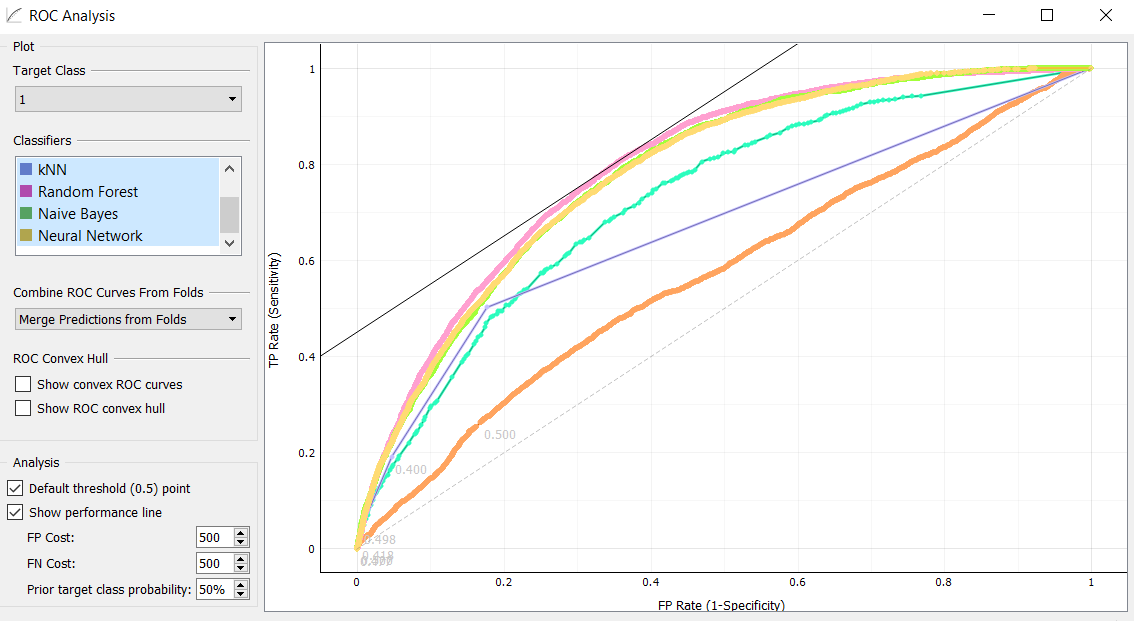 ROC Analysis
Plot
Target Class
1
Classifiers
kNN
Random Forest
Naive Bayes
Neural Network
Combine ROC Curves From Folds
Merge Predictions from Folds
ROC Convex Hull
Show convex ROC curves
Show ROC convex hull
Analysis
Default threshold (0.5) point
Show performance line
FP Cost: 500
FN Cost: 500
Prior target class probability: 50%
TP Rate (Sensitivity)
1
0.8
0.6
0.4
0.2
0
0.500
0.400
0.498
0.418
0 0.2 0.4 0.6 0.8 1
FP Rate (1-Specificity)